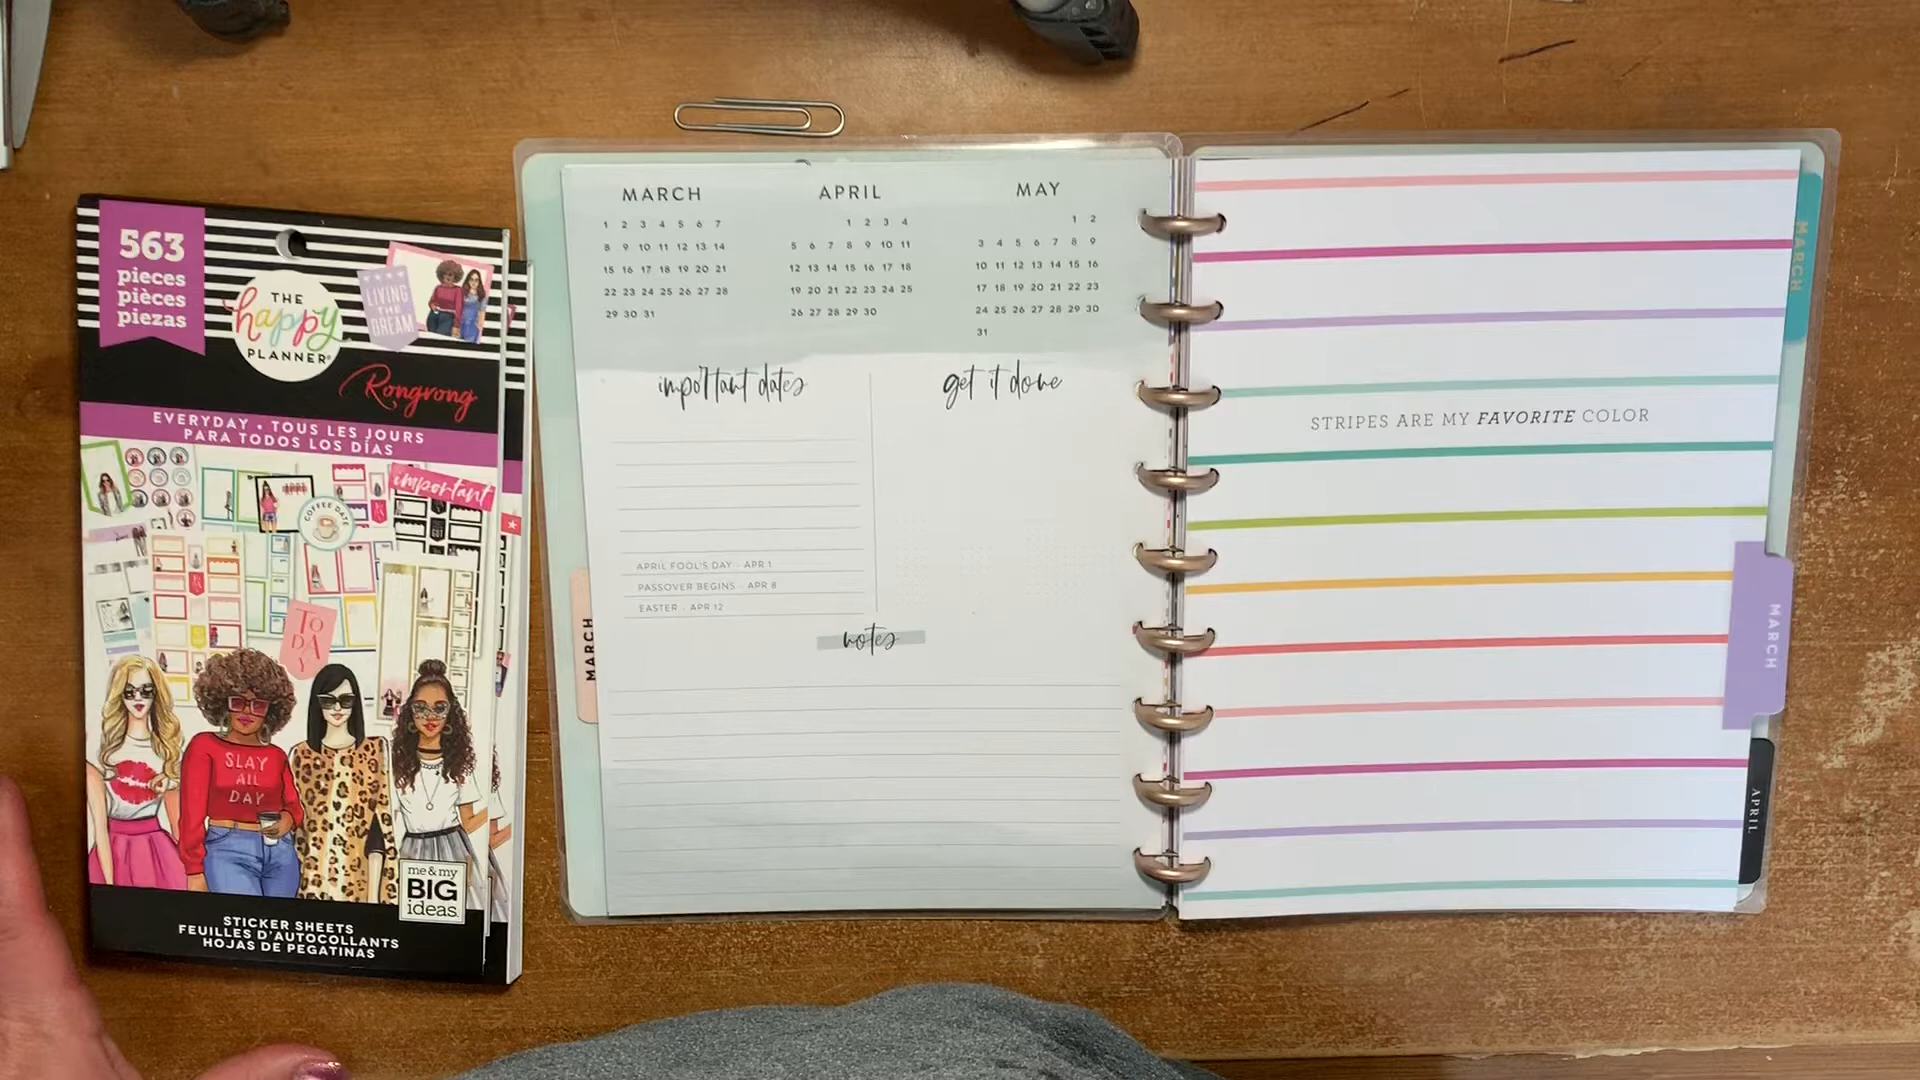 563
pieces
pièces
piezas
THE
happy
PLANNER®
LIVING
THE
DREAM
Rongrong
EVERYDAY • TOUS LES JOURS
PARA TODOS LOS DÍAS
important
COFFEE DATE
TO
DA
Y
SLAY
ALL
DAY
me & my
BIG
ideas.
STICKER SHEETS
FEUILLES D'AUTOCOLLANTS
HOJAS DE PEGATINAS
MARCH
1 2 3 4 5 6 7
8 9 10 11 12 13 14
15 16 17 18 19 20 21
22 23 24 25 26 27 28
29 30 31
APRIL
1 2 3 4
5 6 7 8 9 10 11
12 13 14 15 16 17 18
19 20 21 22 23 24 25
26 27 28 29 30
MAY
1 2
3 4 5 6 7 8 9
10 11 12 13 14 15 16
17 18 19 20 21 22 23
24 25 26 27 28 29 30
31
important dates
get it done
APRIL FOOL'S DAY - APR 1
PASSOVER BEGINS - APR 8
EASTER - APR 12
notes
MARCH
STRIPES ARE MY FAVORITE COLOR
MARCH
MARCH
APRIL